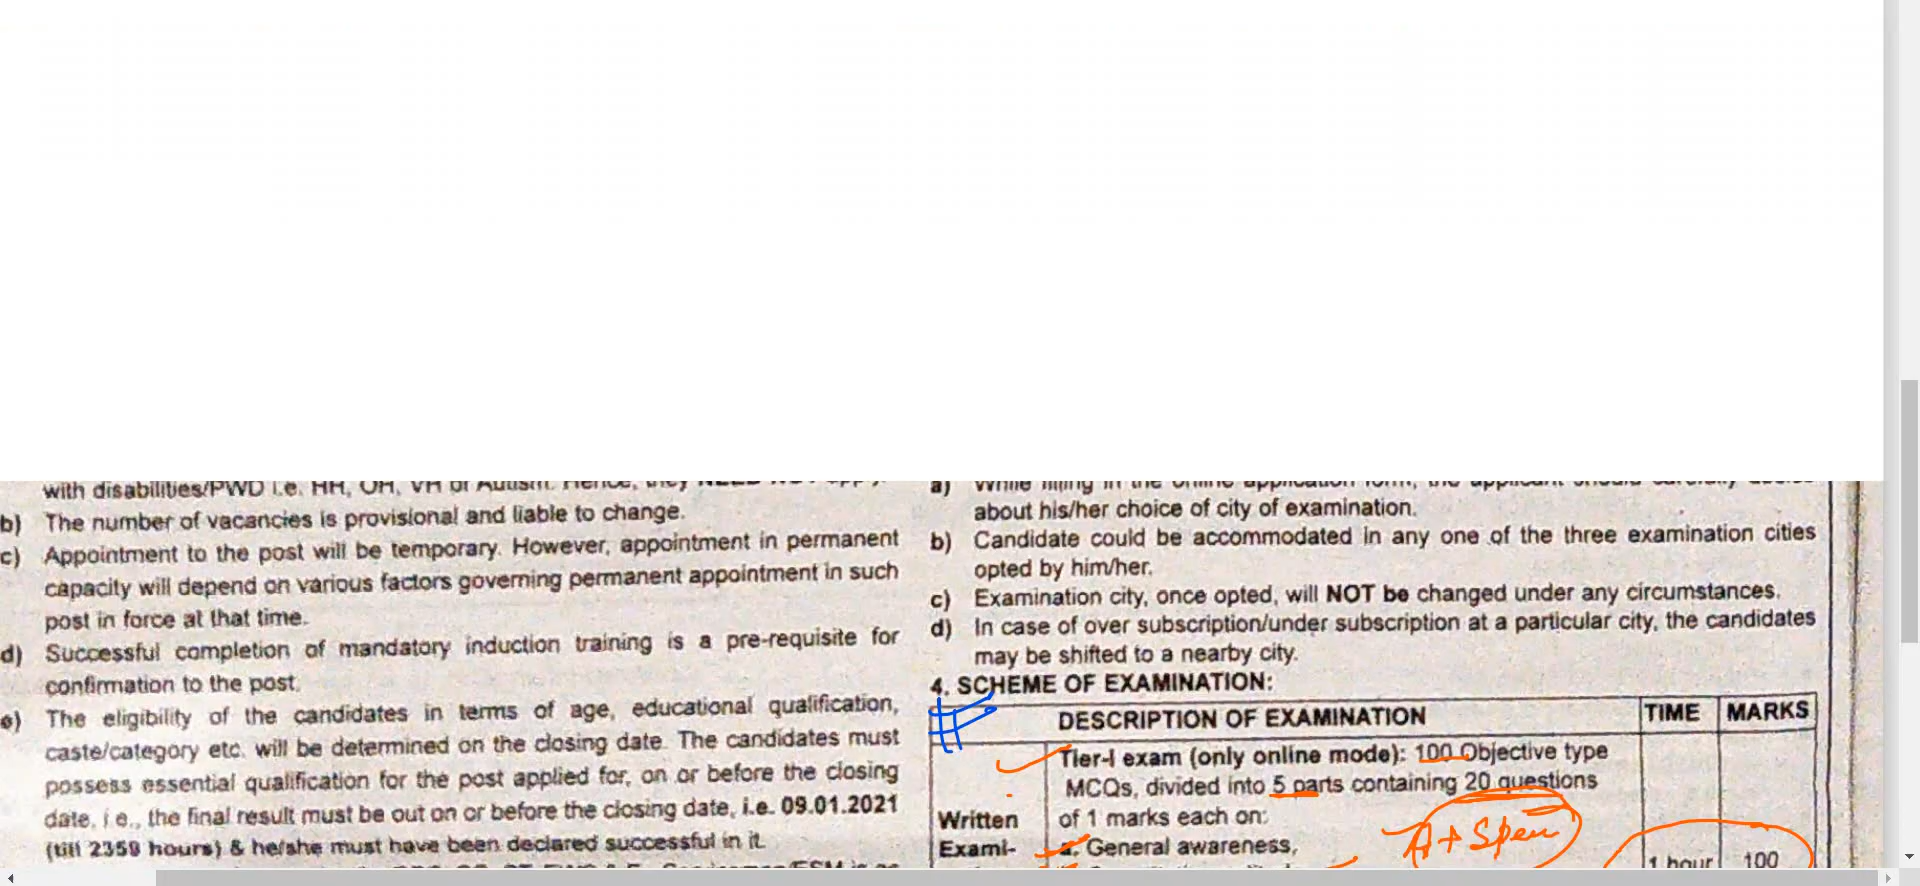 with disabilities/PWD i.e. HH, OH, VH or Autism. Hence, they NEED NOT apply.
b) The number of vacancies is provisional and liable to change.
c) Appointment to the post will be temporary. However, appointment in permanent
capacity will depend on various factors governing permanent appointment in such
post in force at that time.
d) Successful completion of mandatory induction training is a pre-requisite for
confirmation to the post.
e) The eligibility of the candidates in terms of age, educational qualification,
caste/category etc. will be determined on the closing date. The candidates must
possess essential qualification for the post applied for, on or before the closing
date, i.e., the final result must be out on or before the closing date, i.e. 09.01.2021
(till 2359 hours) & he/she must have been declared successful in it.
a) While filling in the online application form, the applicant should carefully
about his/her choice of city of examination.
b) Candidate could be accommodated in any one of the three examination cities
opted by him/her.
c) Examination city, once opted, will NOT be changed under any circumstances.
d) In case of over subscription/under subscription at a particular city, the candidates
may be shifted to a nearby city.
4. SCHEME OF EXAMINATION:
DESCRIPTION OF EXAMINATION TIME MARKS
Tier-I exam (only online mode): 100 Objective type
MCQs, divided into 5 parts containing 20 questions
Written of 1 marks each on:
Exami- a. General awareness,
1 hour 100